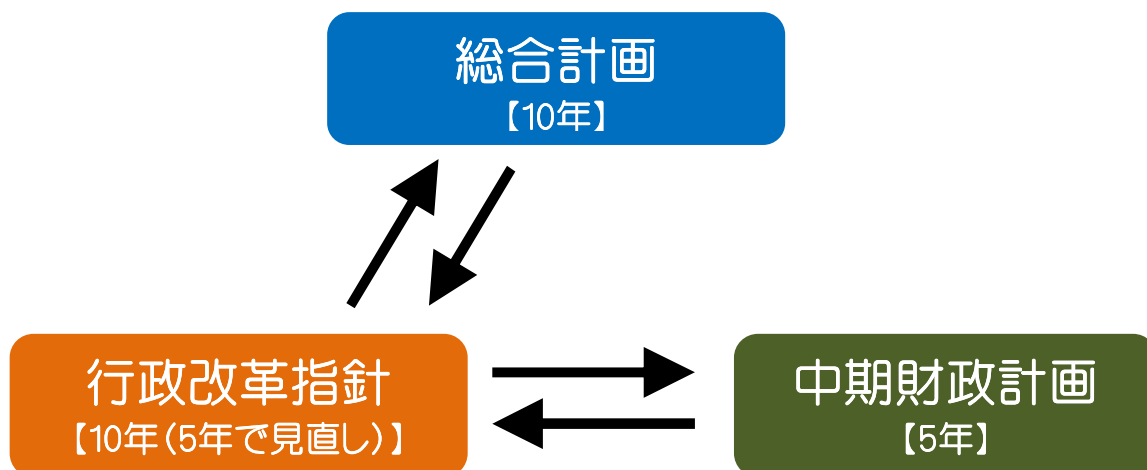 総合計画
【10年】
行政改革指針
【10年(5年で見直し)】
中期財政計画
【5年】